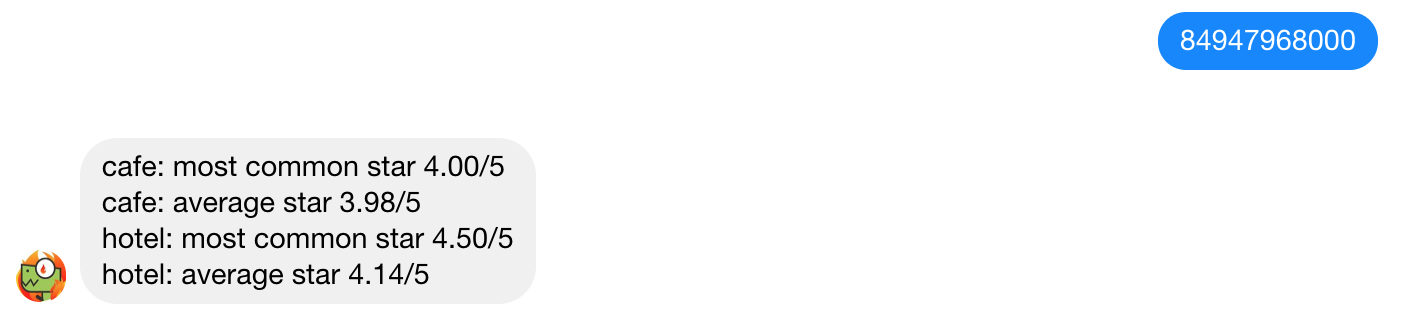 84947968000
cafe: most common star 4.00/5
cafe: average star 3.98/5
hotel: most common star 4.50/5
hotel: average star 4.14/5